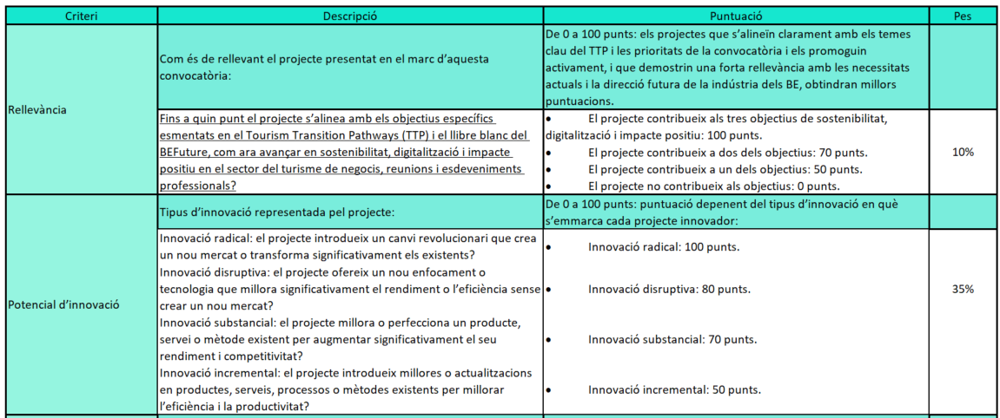 Criteri
Descripció
Puntuació
Pes
Rellevància
Com és de rellevant el projecte presentat en el marc d’aquesta
convocatòria:
De 0 a 100 punts: els projectes que s’alineïn clarament amb els temes
clau del TTP i les prioritats de la convocatòria i els promoguin
activament, i que demostrin una forta rellevància amb les necessitats
actuals i la direcció futura de la indústria dels BE, obtindran millors
puntuacions.
Fins a quin punt el projecte s’alinea amb els objectius específics
esmentats en el Tourism Transition Pathways (TTP) i el llibre blanc del
BEFuture, com ara avançar en sostenibilitat, digitalització i impacte
positiu en el sector del turisme de negocis, reunions i esdeveniments
professionals?
• El projecte contribueix als tres objectius de sostenibilitat,
digitalització i impacte positiu: 100 punts.
• El projecte contribueix a dos dels objectius: 70 punts.
• El projecte contribueix a un dels objectius: 50 punts.
• El projecte no contribueix als objectius: 0 punts.
10%
Potencial d’innovació
Tipus d’innovació representada pel projecte:
De 0 a 100 punts: puntuació depenent del tipus d’innovació en què
s’emmarca cada projecte innovador:
Innovació radical: el projecte introdueix un canvi revolucionari que crea
un nou mercat o transforma significativament els existents?
• Innovació radical: 100 punts.
Innovació disruptiva: el projecte ofereix un nou enfocament o
tecnologia que millora significativament el rendiment o l’eficiència sense
crear un nou mercat?
• Innovació disruptiva: 80 punts.
Innovació substancial: el projecte millora o perfecciona un producte,
servei o mètode existent per augmentar significativament el seu
rendiment i competitivitat?
• Innovació substancial: 70 punts.
Innovació incremental: el projecte introdueix millores o actualitzacions
en productes, serveis, processos o mètodes existents per millorar
l’eficiència i la productivitat?
• Innovació incremental: 50 punts.
35%